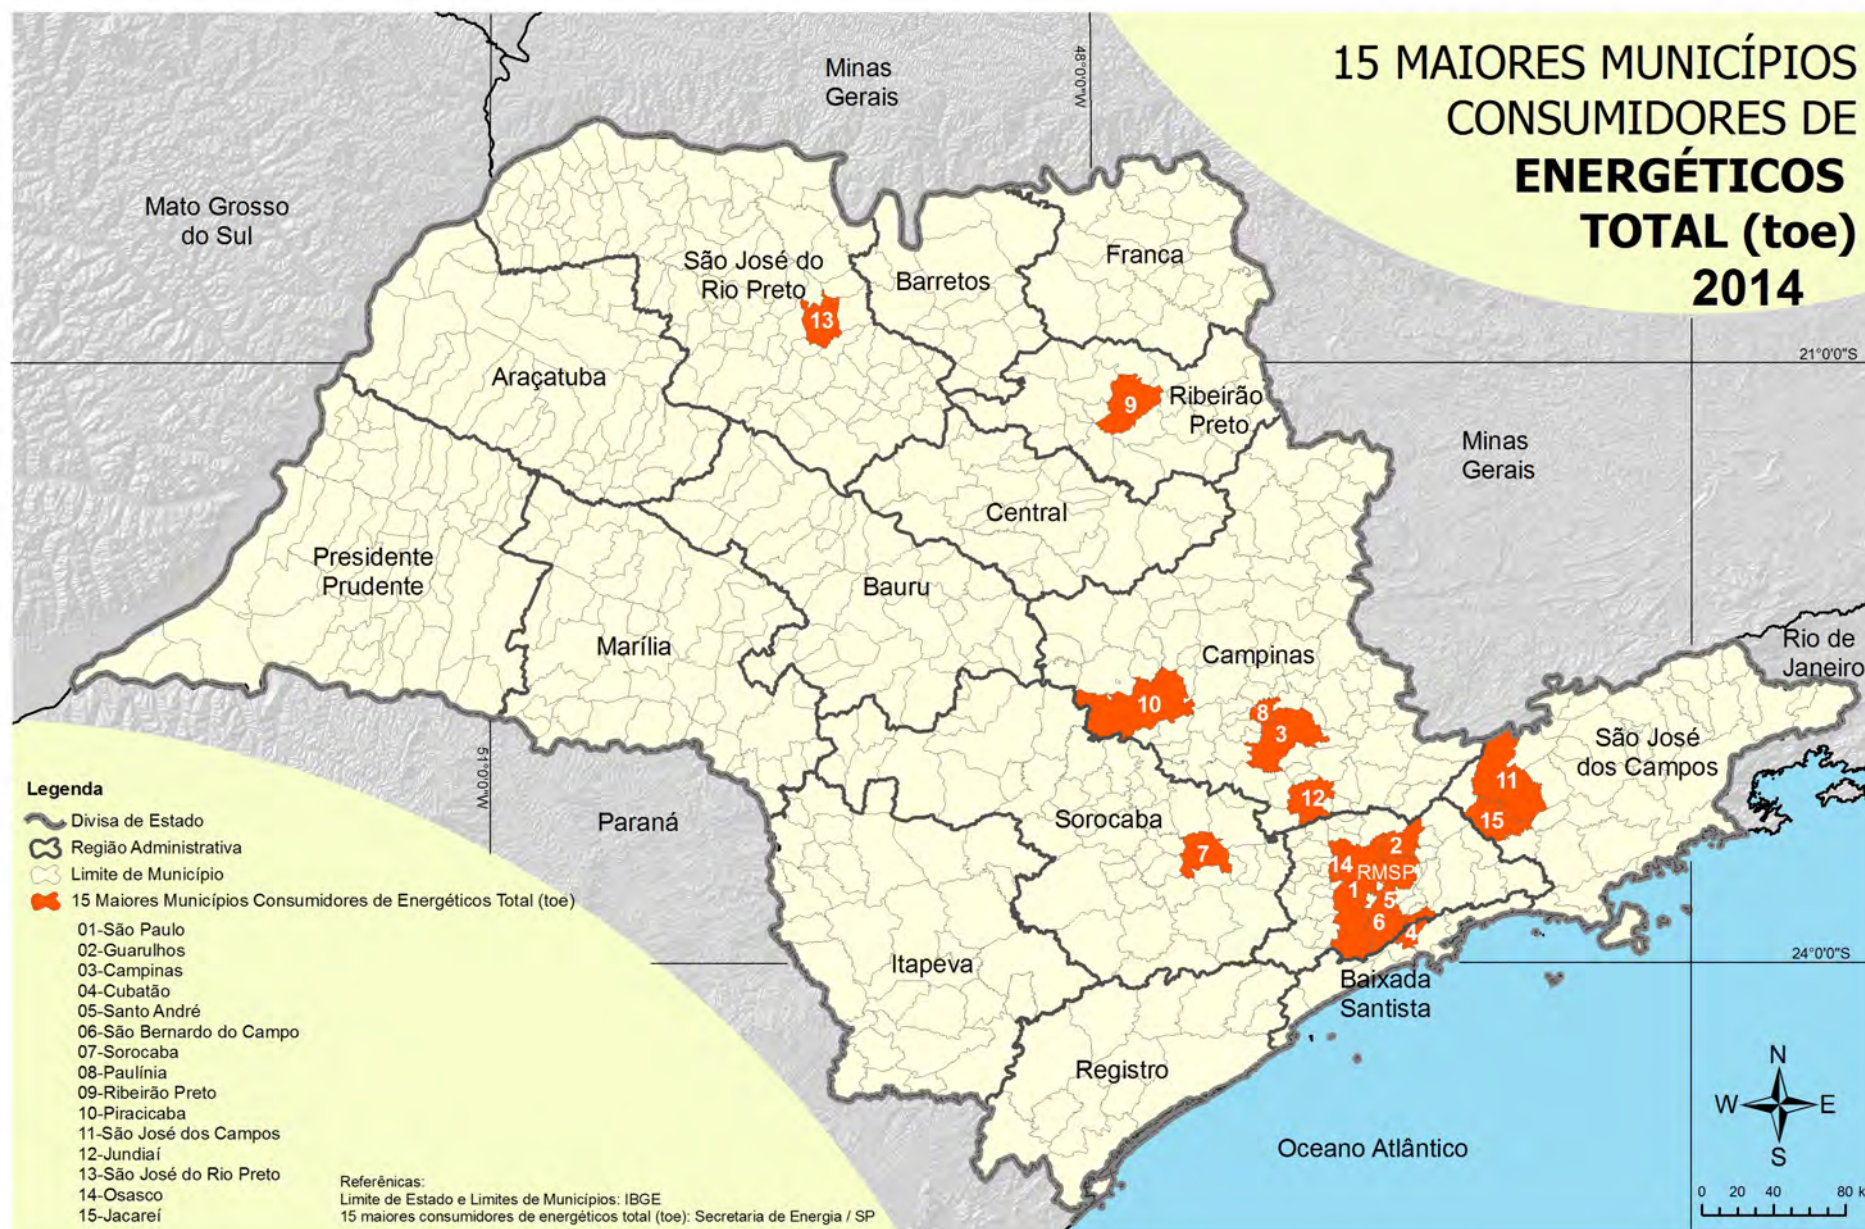 15 MAIORES MUNICÍPIOS
CONSUMIDORES DE
ENERGÉTICOS
TOTAL (toe)
2014
Minas
Gerais
48°0'0"W
Mato Grosso
do Sul
São José do
Rio Preto
13
Barretos
Franca
21°0'0"S
Araçatuba
9
Ribeirão
Preto
Minas
Gerais
Central
Presidente
Prudente
Bauru
Marília
Campinas
Rio de
Janeiro
10
8
3
São José
dos Campos
11
12
15
51°0'0"W
Paraná
Sorocaba
7
2
14
RMSP
1
5
6
4
24°0'0"S
Itapeva
Baixada
Santista
Registro
Oceano Atlântico
N
W
E
S
0 20 40 80 k
Legenda
Divisa de Estado
Região Administrativa
Limite de Município
15 Maiores Municípios Consumidores de Energéticos Total (toe)
01-São Paulo
02-Guarulhos
03-Campinas
04-Cubatão
05-Santo André
06-São Bernardo do Campo
07-Sorocaba
08-Paulínia
09-Ribeirão Preto
10-Piracicaba
11-São José dos Campos
12-Jundiaí
13-São José do Rio Preto
14-Osasco
15-Jacareí
Referênicas:
Limite de Estado e Limites de Municípios: IBGE
15 maiores consumidores de energéticos total (toe): Secretaria de Energia / SP